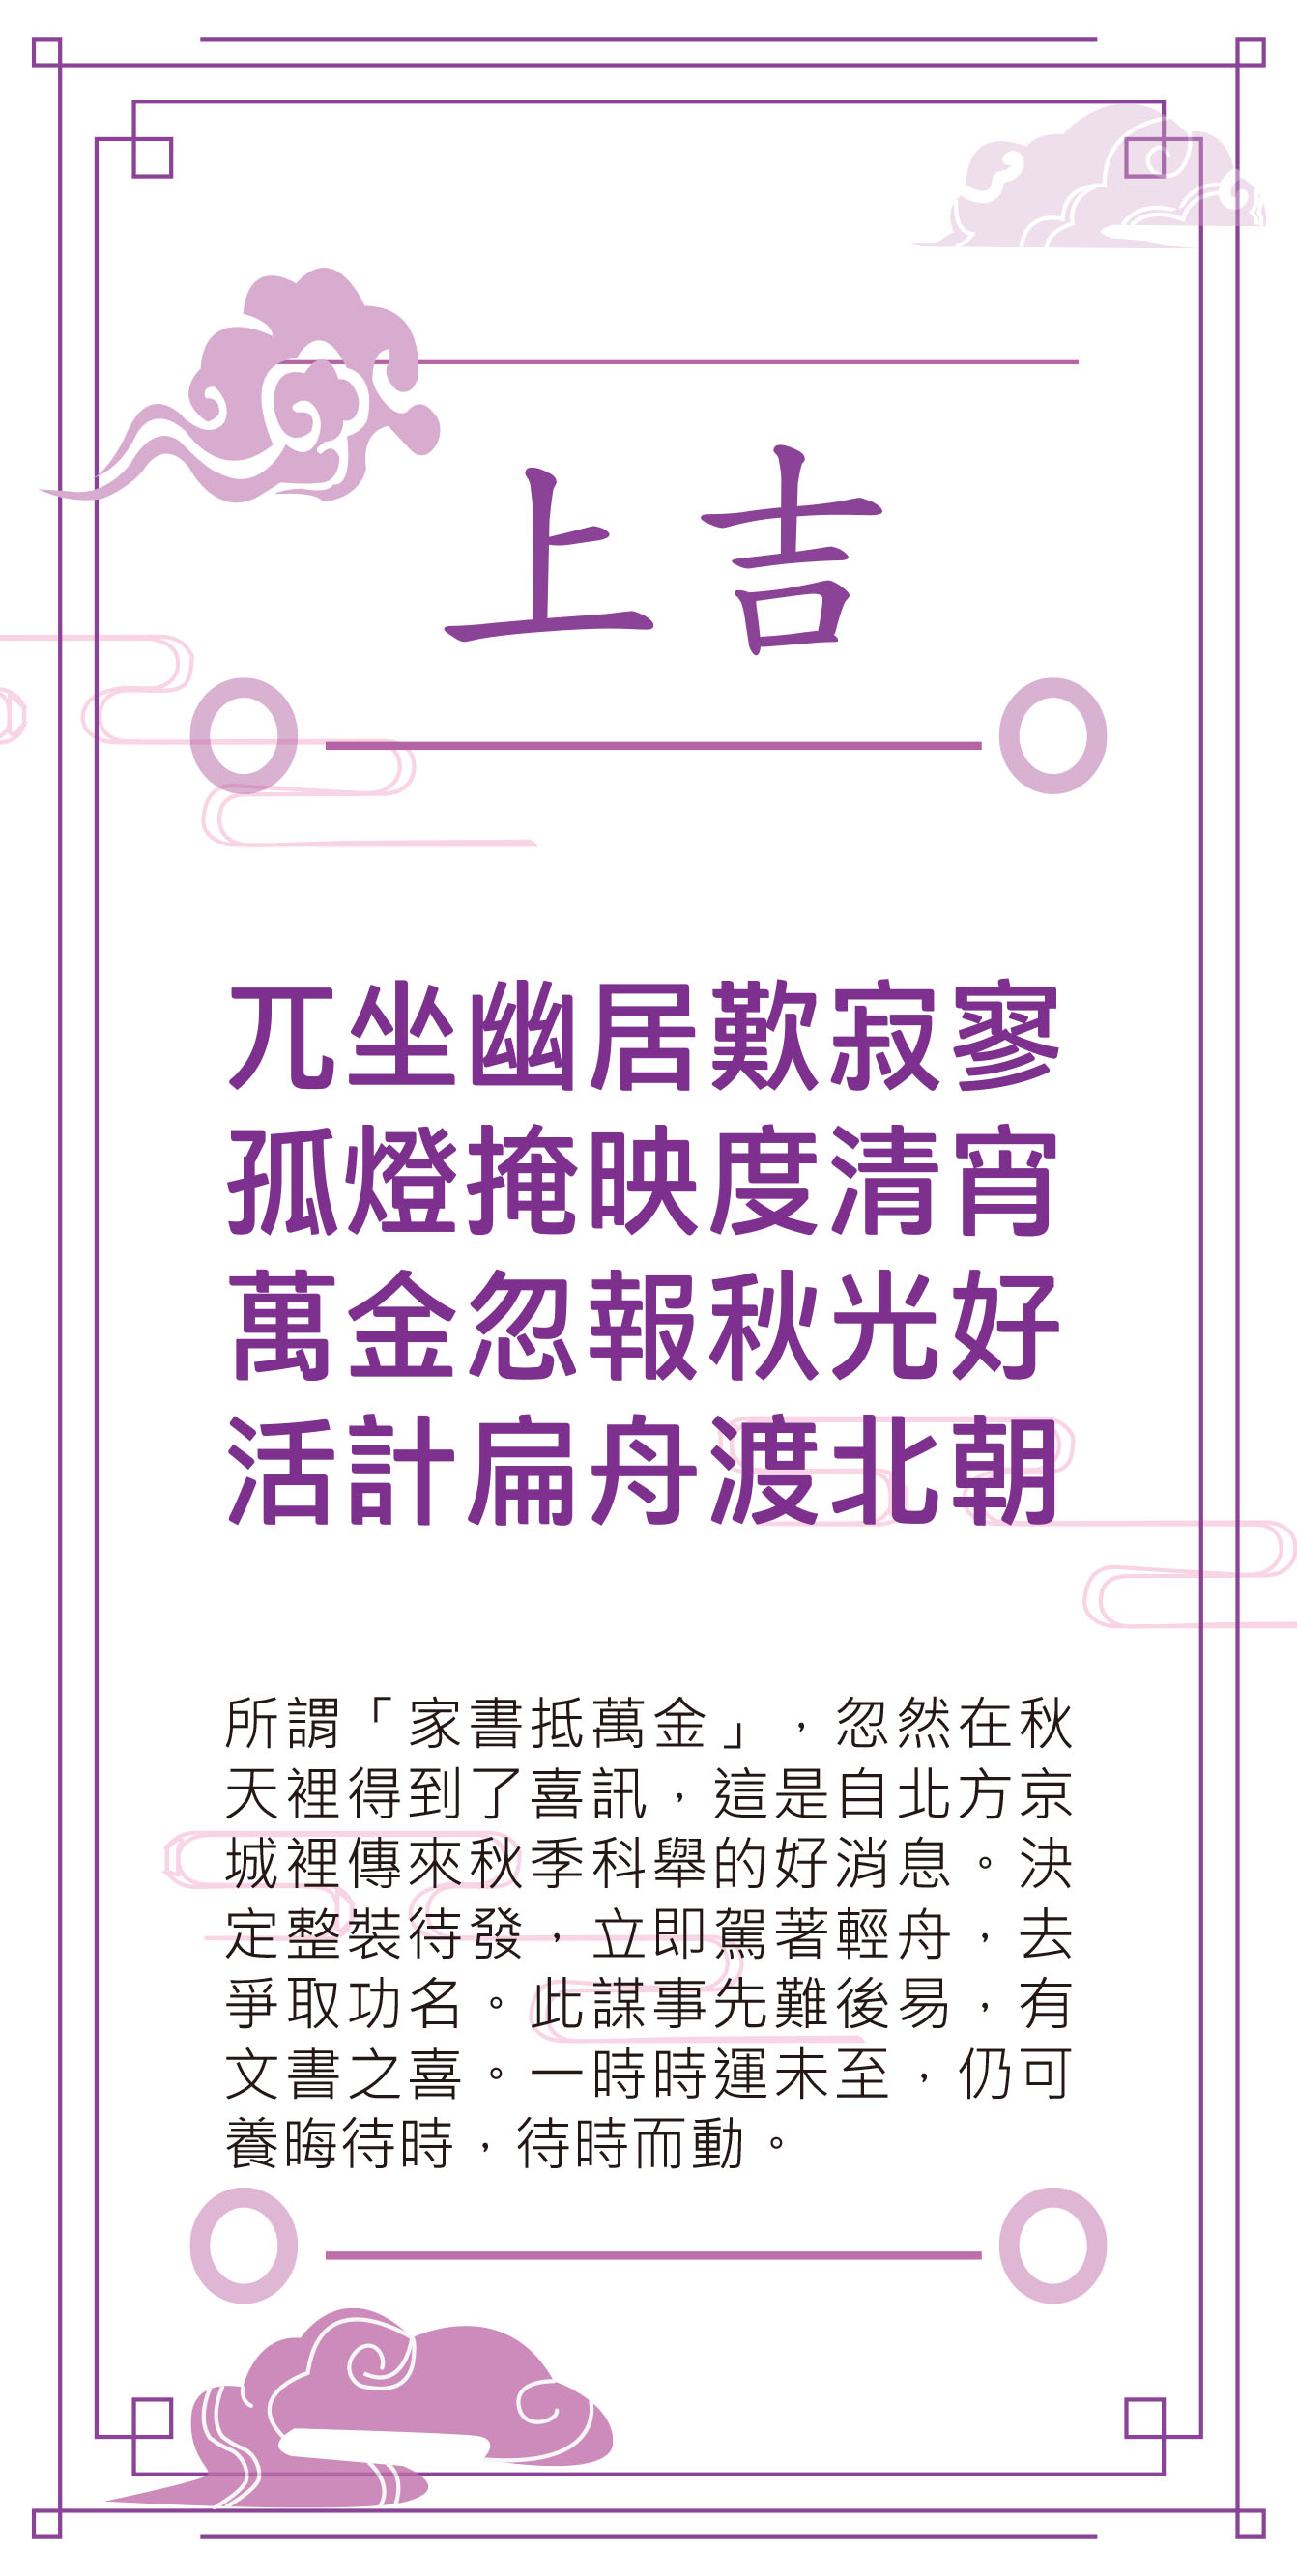 上吉
兀坐幽居歎寂寥
孤燈掩映度清宵
萬金忽報秋光好
活計扁舟渡北朝
所謂「家書抵萬金」，忽然在秋
天裡得到了喜訊，這是自北方京
城裡傳來秋季科舉的好消息。決
定整裝待發，立即駕著輕舟，去
爭取功名。此謀事先難後易，有
文書之喜。一時時運未至，仍可
養晦待時，待時而動。